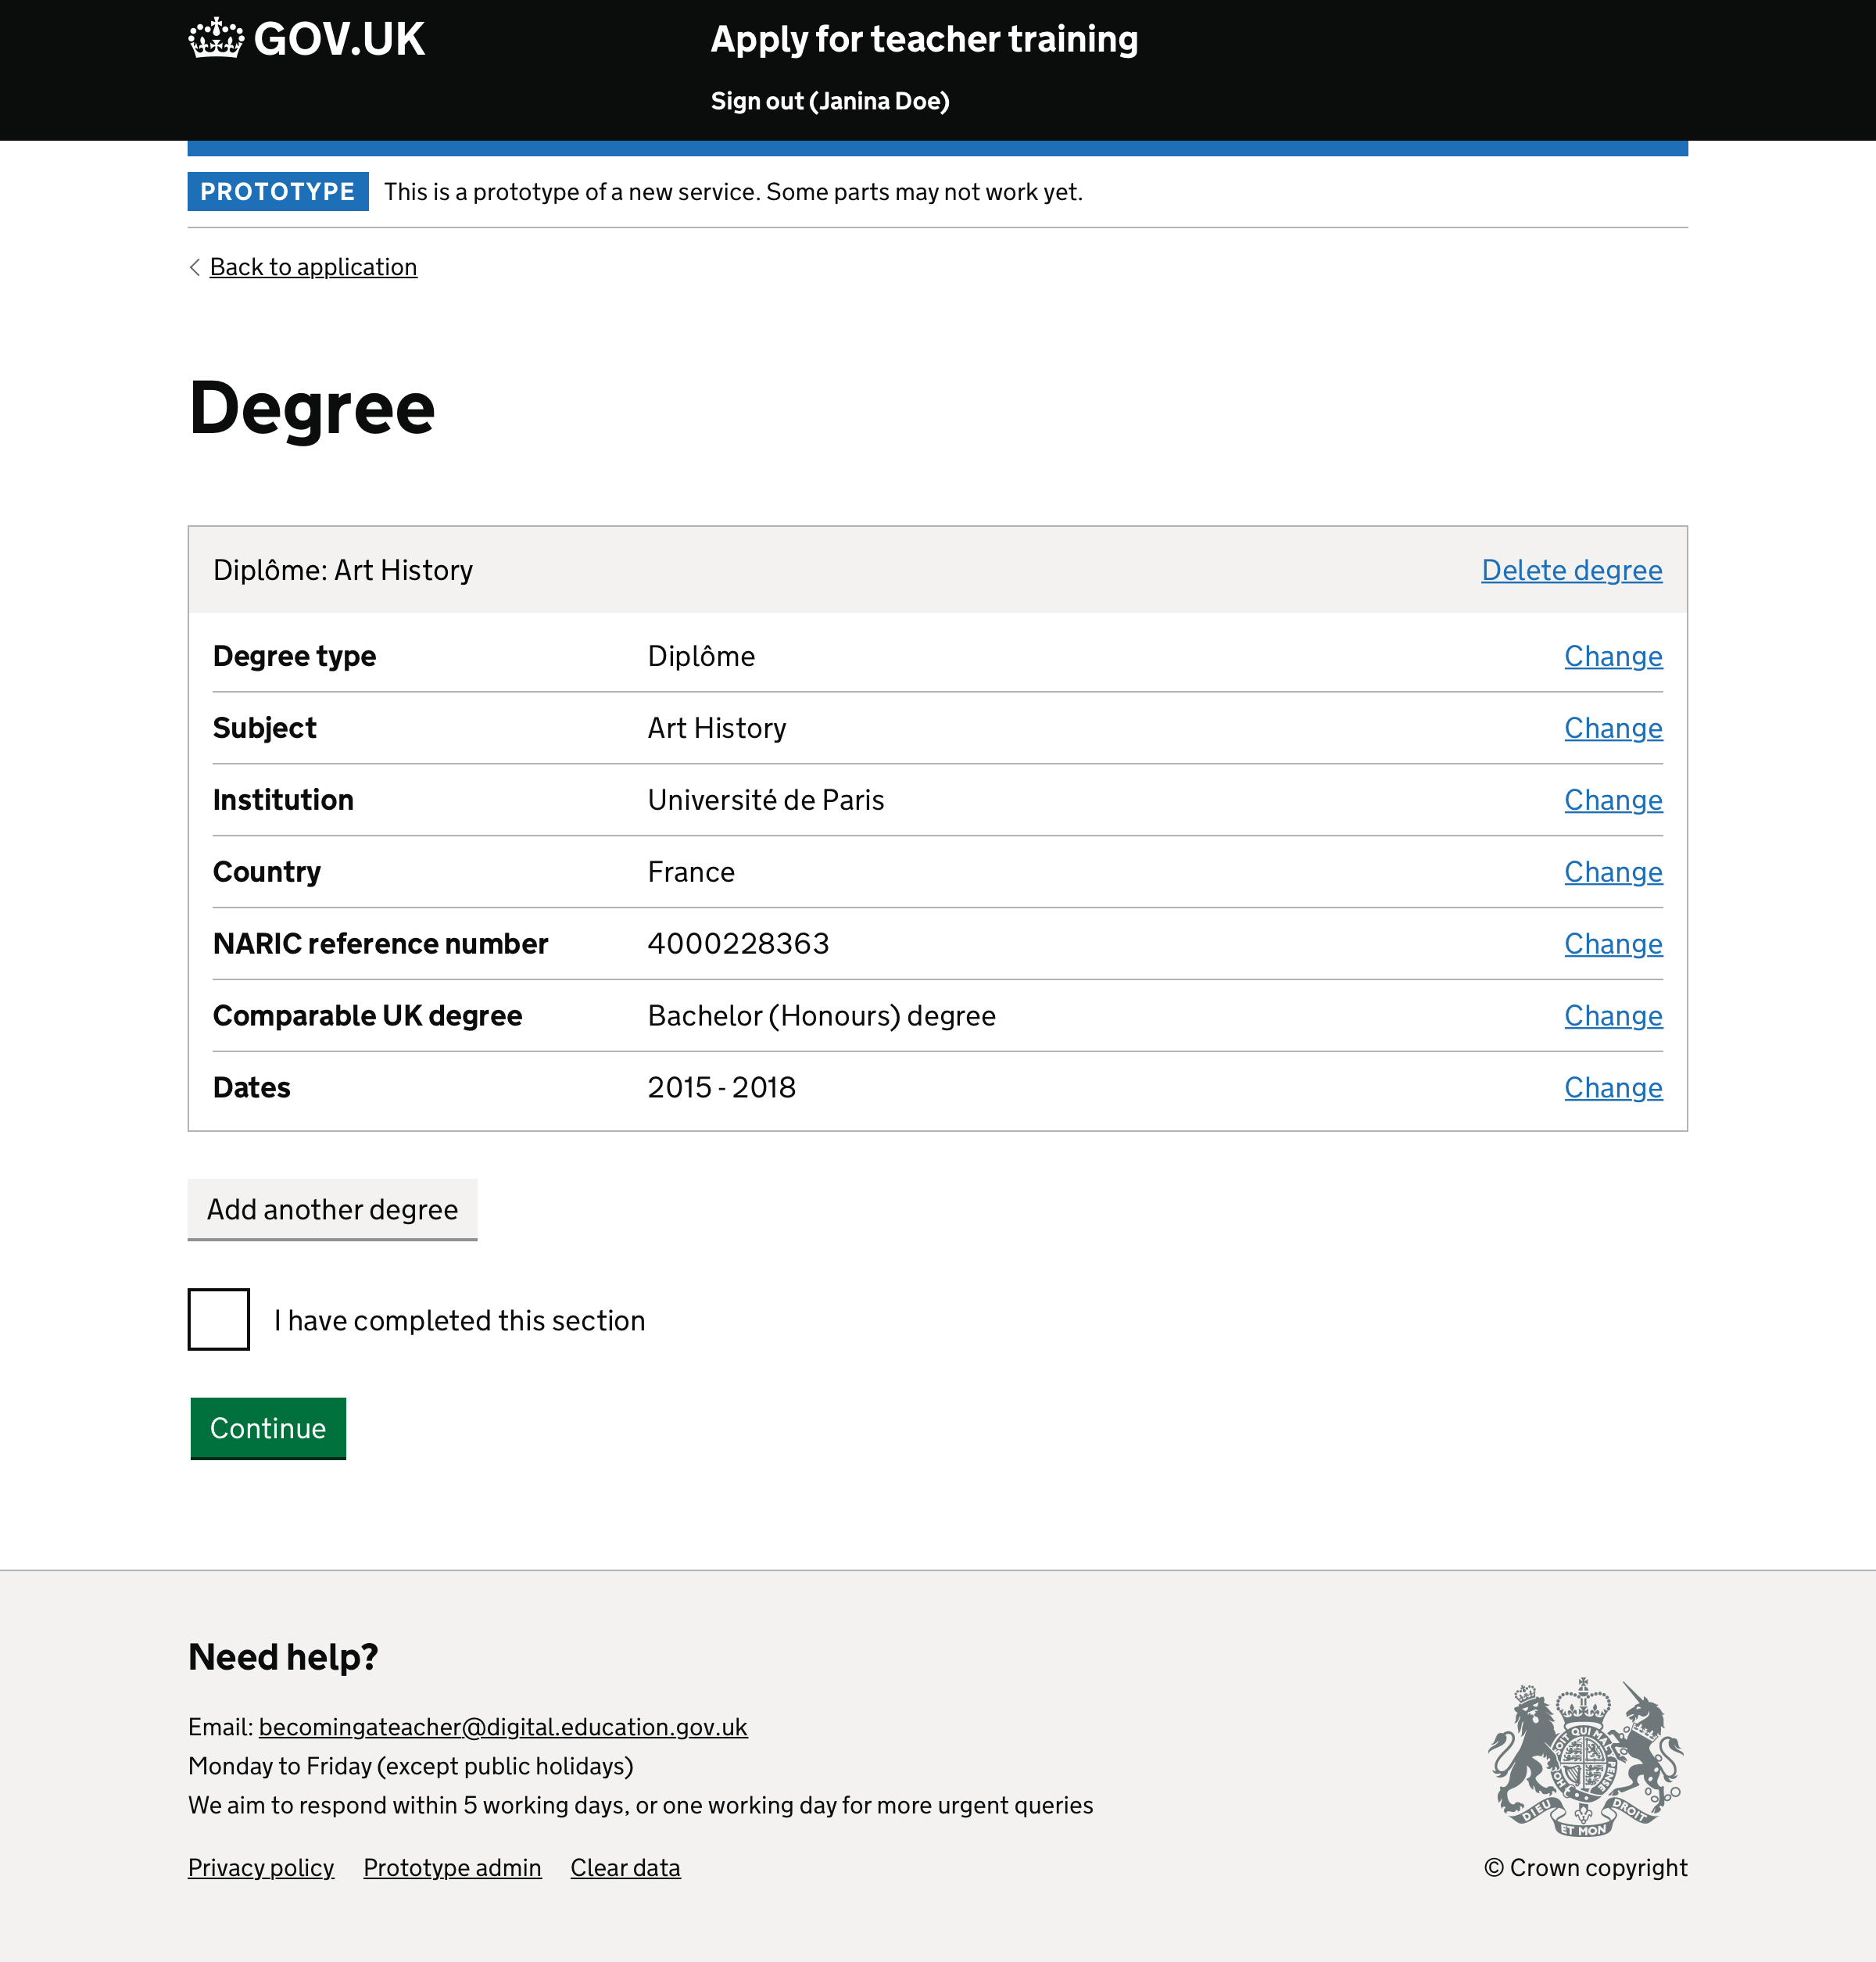 GOV.UK
Apply for teacher training
Sign out (Janina Doe)
PROTOTYPE This is a prototype of a new service. Some parts may not work yet.
Back to application
Degree
Diplôme: Art History Delete degree
Degree type Diplôme Change
Subject Art History Change
Institution Université de Paris Change
Country France Change
NARIC reference number 4000228363 Change
Comparable UK degree Bachelor (Honours) degree Change
Dates 2015 - 2018 Change
Add another degree
I have completed this section
Continue
Need help?
Email: becomingateacher@digital.education.gov.uk
Monday to Friday (except public holidays)
We aim to respond within 5 working days, or one working day for more urgent queries
Privacy policy Prototype admin Clear data
DIEU ET MON DROIT
© Crown copyright